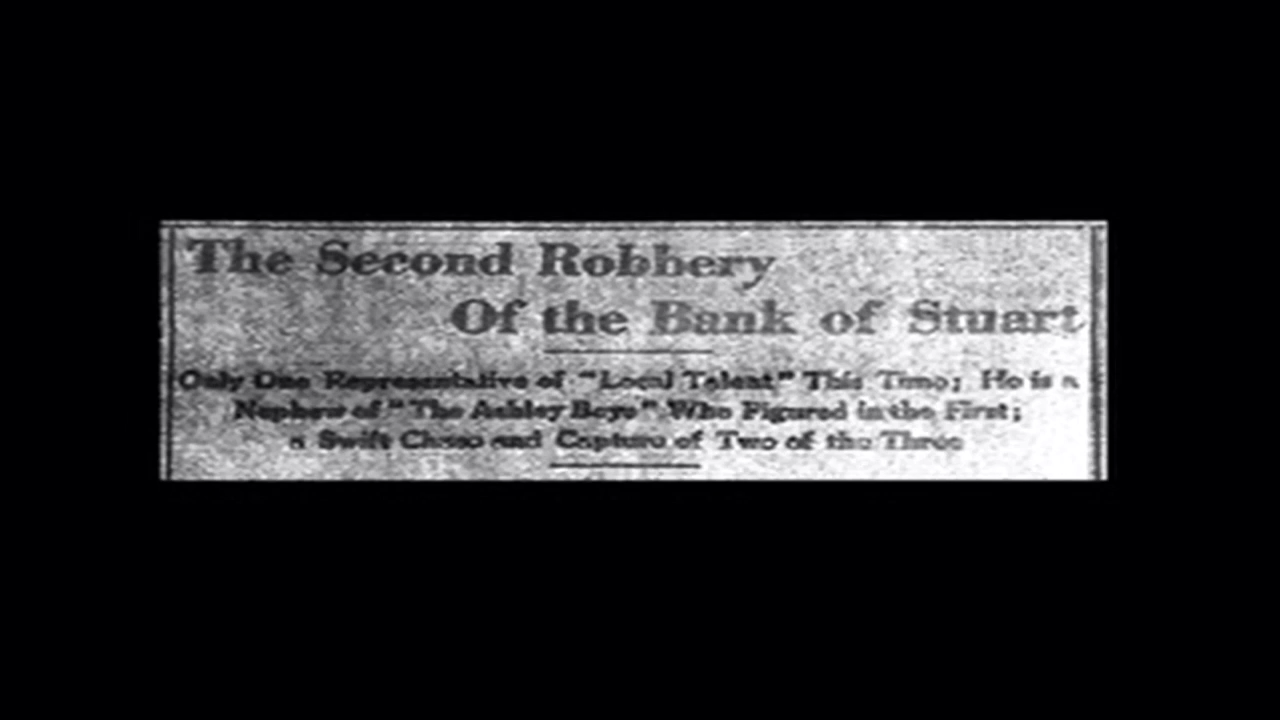 The Second Robbery
Of the Bank of Stuart
Only One Representative of "Local Talent" This Time; He is a
Nephew of "The Ashley Boys" Who Figured in the First;
a Swift Chase and Capture of Two of the Three